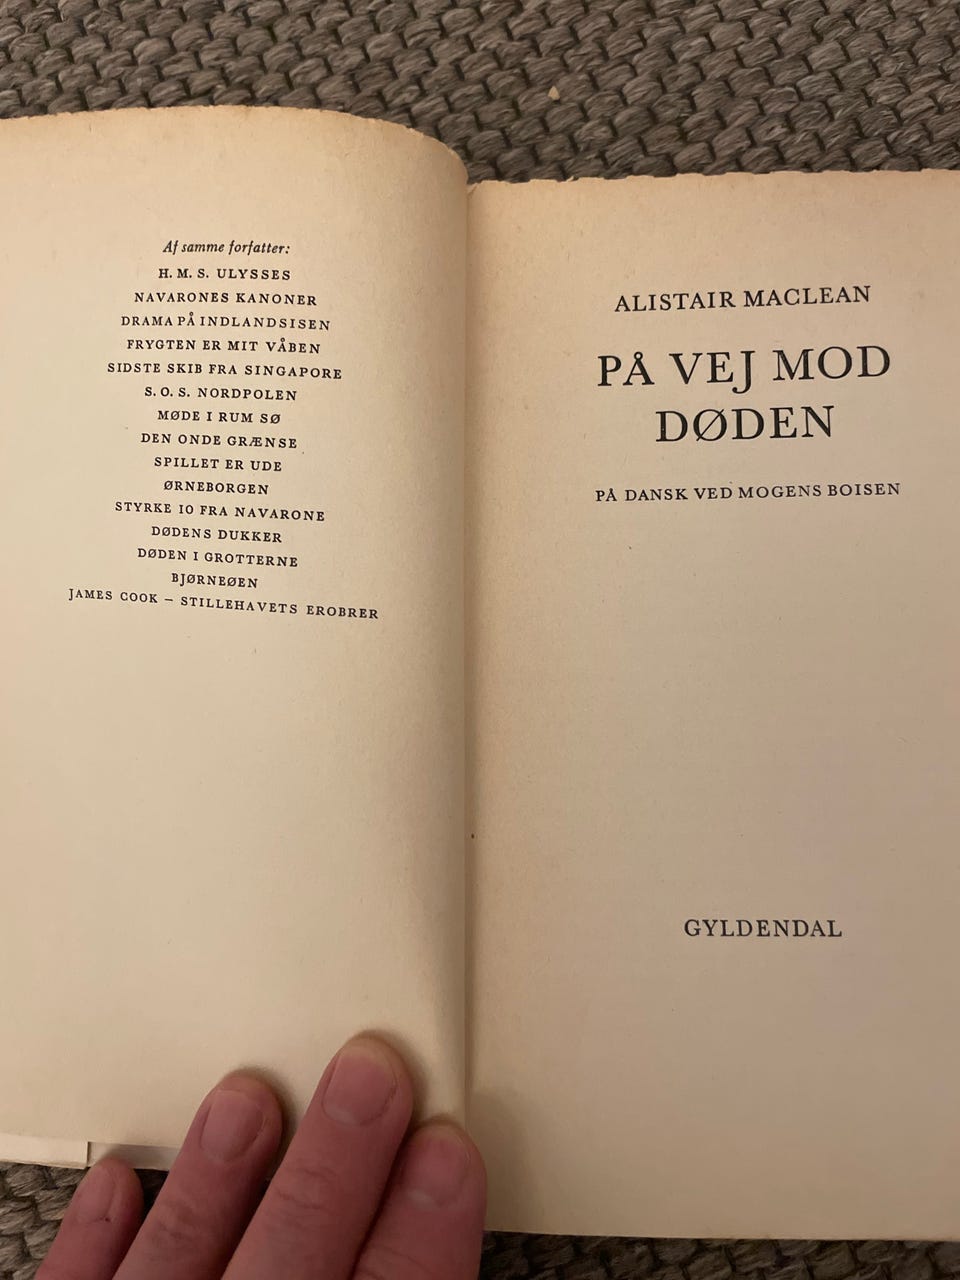 Af samme forfatter:
H. M. S. ULYSSES
NAVARONES KANONER
DRAMA PÅ INDLANDSISEN
FRYGTEN ER MIT VÅBEN
SIDSTE SKIB FRA SINGAPORE
S. O. S. NORDPOLEN
MØDE I RUM SØ
DEN ONDE GRÆNSE
SPILLET ER UDE
ØRNEBORGEN
STYRKE 10 FRA NAVARONE
DØDENS DUKKER
DØDEN I GROTTERNE
BJØRNEØEN
JAMES COOK – STILLEHAVETS EROBRER
ALISTAIR MACLEAN
PÅ VEJ MOD
DØDEN
PÅ DANSK VED MOGENS BOISEN
GYLDENDAL